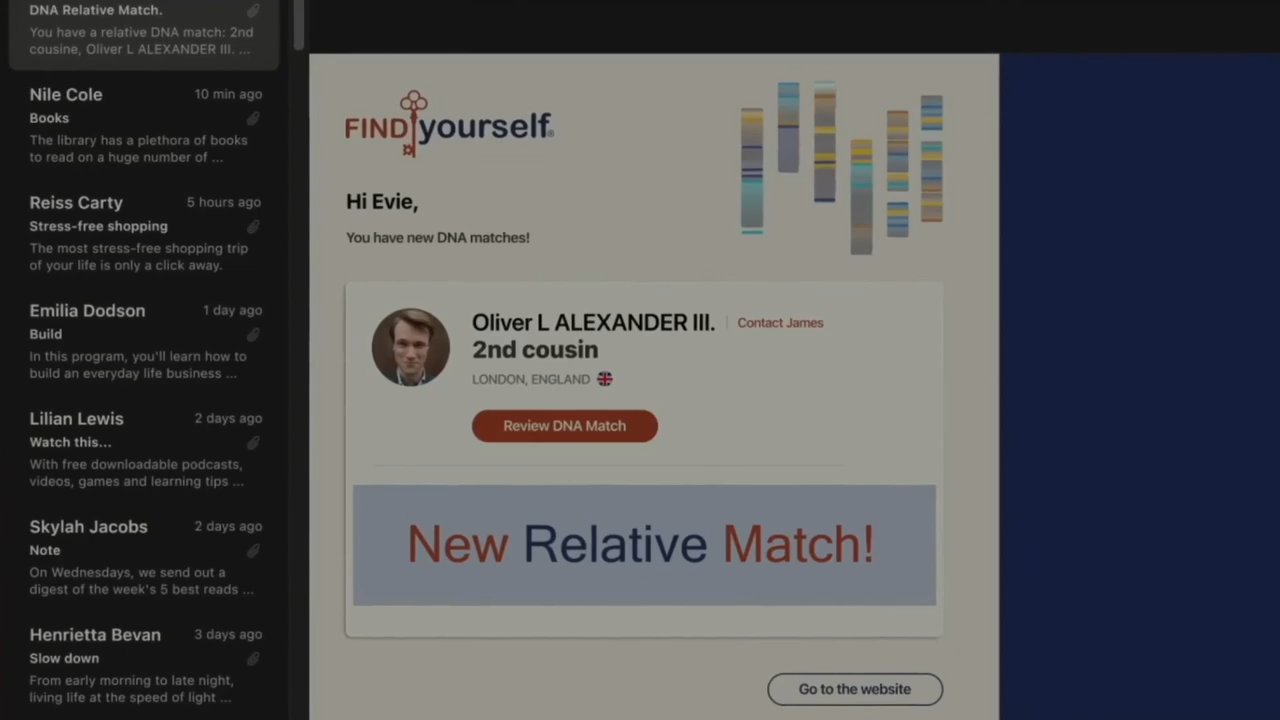 DNA Relative Match.
You have a relative DNA match: 2nd
cousine, Oliver L ALEXANDER III. ...
Nile Cole 10 min ago
Books
The library has a plethora of books
to read on a huge number of ...
Reiss Carty 5 hours ago
Stress-free shopping
The most stress-free shopping trip
of your life is only a click away.
Emilia Dodson 1 day ago
Build
In this program, you'll learn how to
build an everyday life business ...
Lilian Lewis 2 days ago
Watch this...
With free downloadable podcasts,
videos, games and learning tips ...
Skylah Jacobs 2 days ago
Note
On Wednesdays, we send out a
digest of the week's 5 best reads ...
Henrietta Bevan 3 days ago
Slow down
From early morning to late night,
living life at the speed of light ...
FIND yourself®
Hi Evie,
You have new DNA matches!
Oliver L ALEXANDER III. Contact James
2nd cousin
LONDON, ENGLAND
Review DNA Match
New Relative Match!
Go to the website